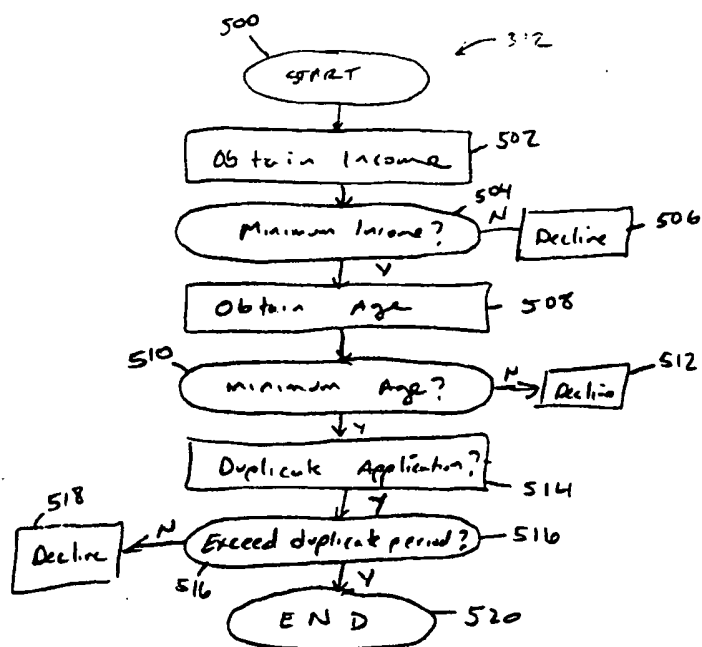 500
312
START
502
Obtain Income
504
Minimum Income?
N
Decline
506
Y
Obtain Age
508
510
Minimum Age?
N
Decline
512
Y
Duplicate Application?
514
518
Y
Decline
N
Exceed duplicate period?
516
516
Y
END
520